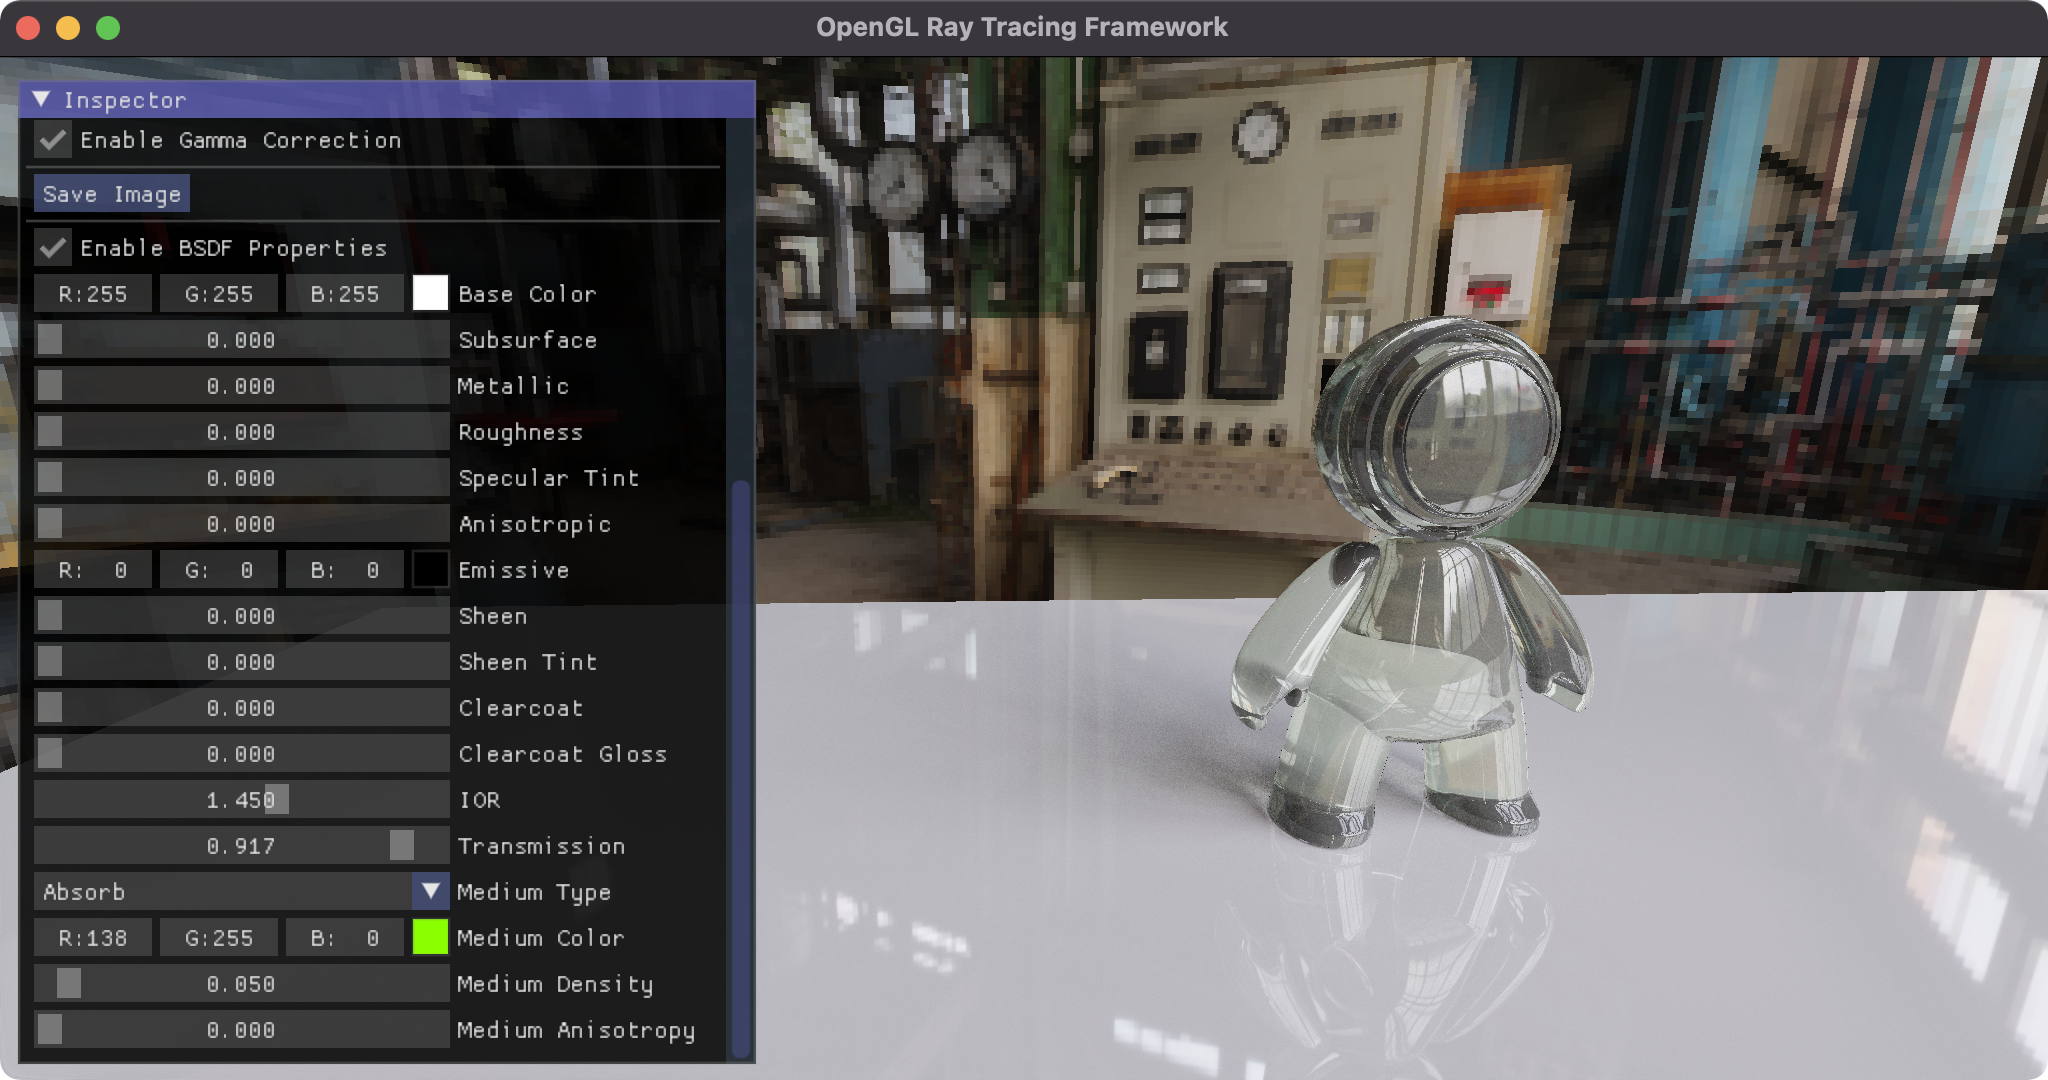 OpenGL Ray Tracing Framework
Inspector
Enable Gamma Correction
Save Image
Enable BSDF Properties
R:255 G:255 B:255 Base Color
0.000 Subsurface
0.000 Metallic
0.000 Roughness
0.000 Specular Tint
0.000 Anisotropic
R: 0 G: 0 B: 0 Emissive
0.000 Sheen
0.000 Sheen Tint
0.000 Clearcoat
0.000 Clearcoat Gloss
1.450 IOR
0.917 Transmission
Absorb Medium Type
R:138 G:255 B: 0 Medium Color
0.050 Medium Density
0.000 Medium Anisotropy